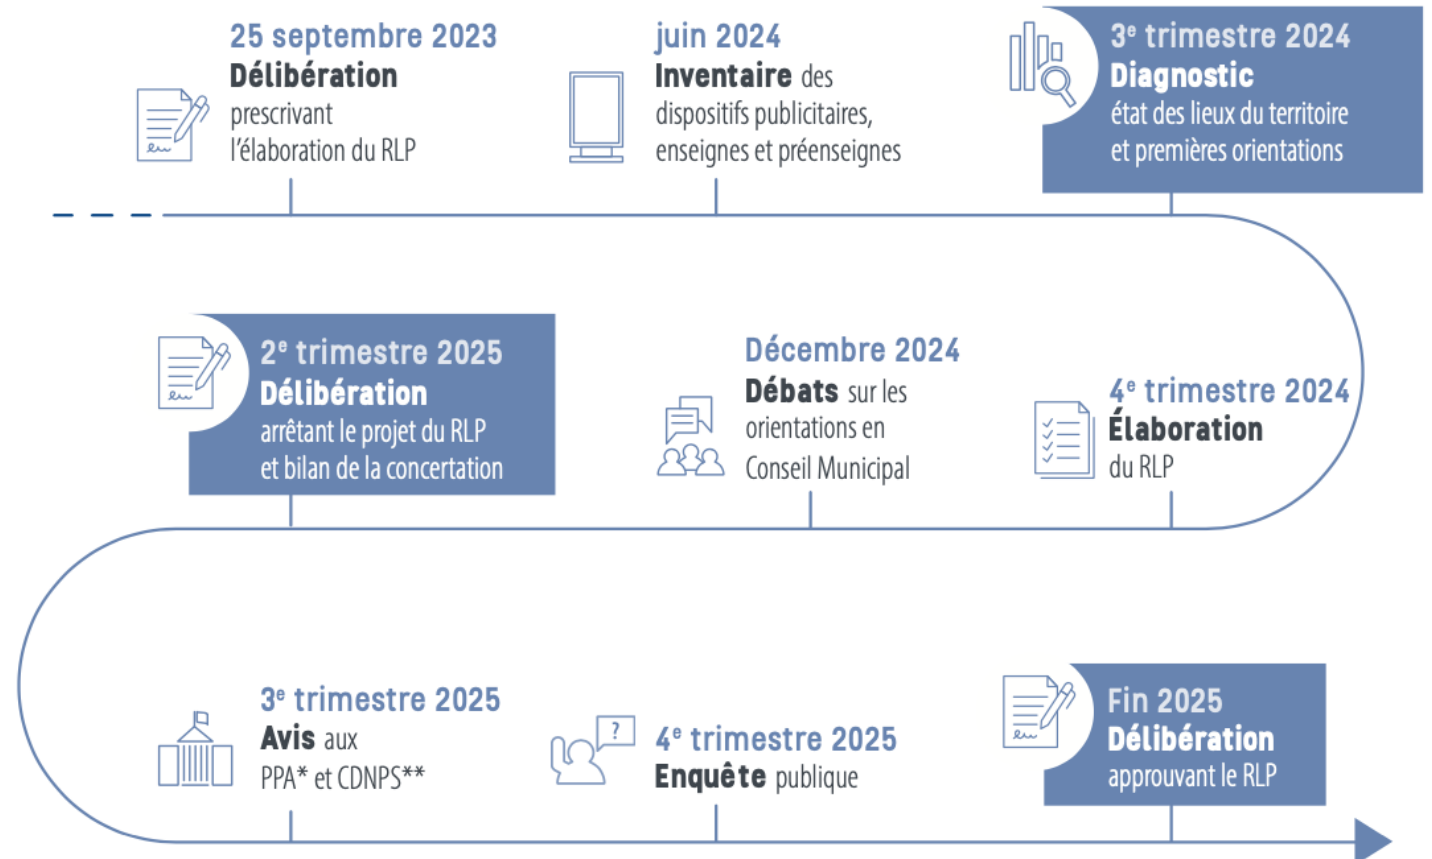 25 septembre 2023
Délibération
prescrivant
l’élaboration du RLP
juin 2024
Inventaire des
dispositifs publicitaires,
enseignes et préenseignes
3e trimestre 2024
Diagnostic
état des lieux du territoire
et premières orientations
4e trimestre 2024
Élaboration
du RLP
Décembre 2024
Débats sur les
orientations en
Conseil Municipal
2e trimestre 2025
Délibération
arrêtant le projet du RLP
et bilan de la concertation
3e trimestre 2025
Avis aux
PPA* et CDNPS**
?
4e trimestre 2025
Enquête publique
Fin 2025
Délibération
approuvant le RLP